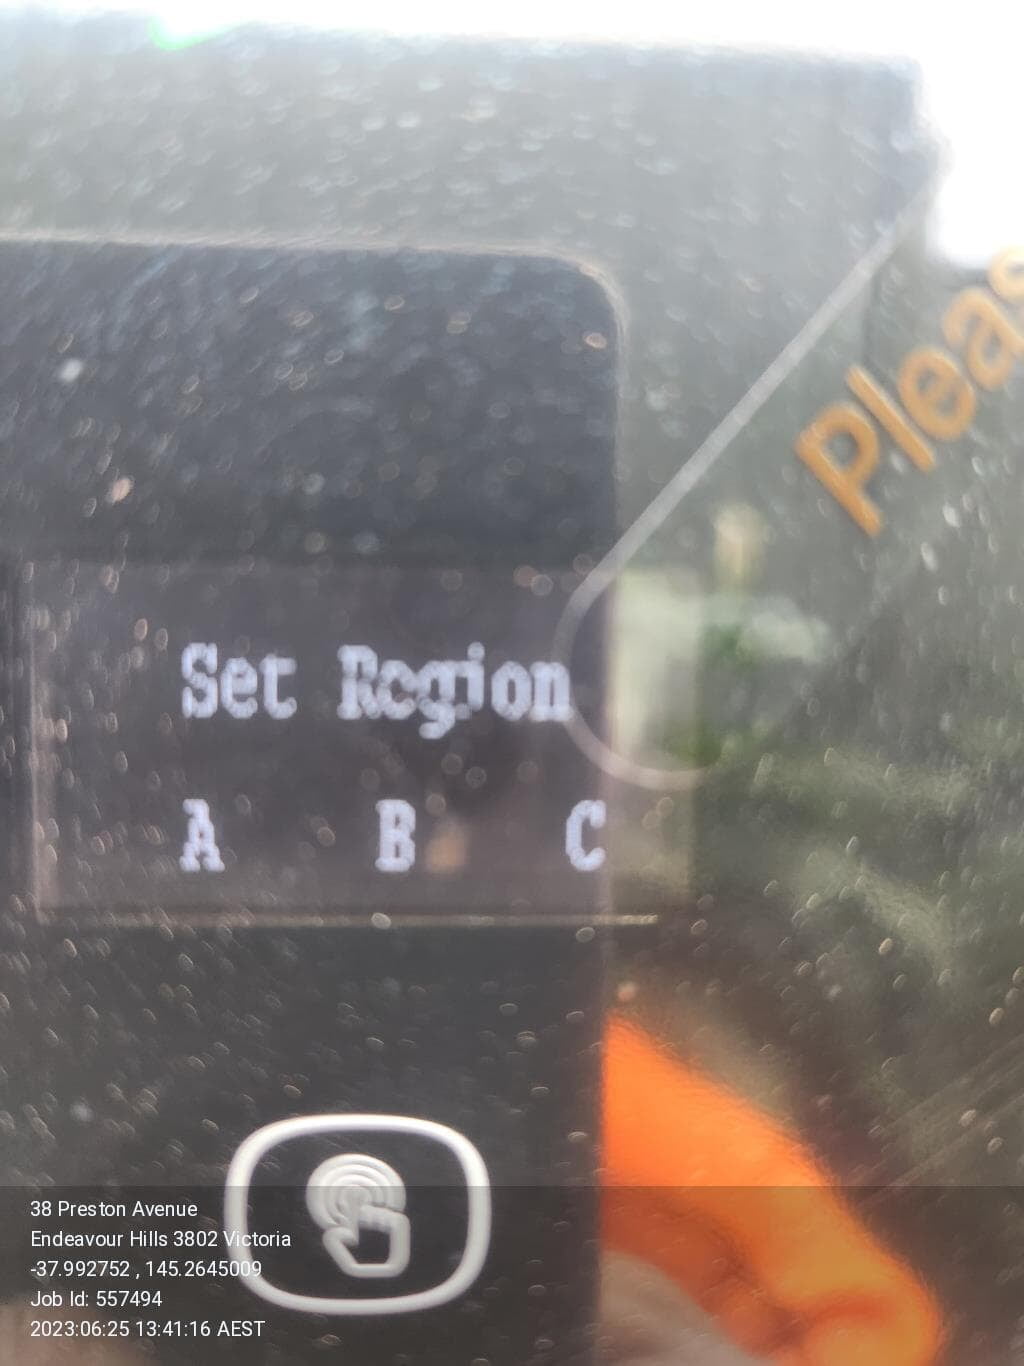 Pleas
Set Region
A B C
38 Preston Avenue
Endeavour Hills 3802 Victoria
-37.992752 , 145.2645009
Job Id: 557494
2023:06:25 13:41:16 AEST